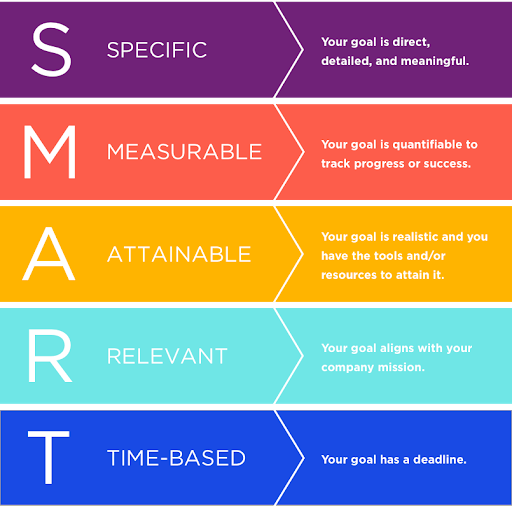 S SPECIFIC
Your goal is direct,
detailed, and meaningful.
M MEASURABLE
Your goal is quantifiable to
track progress or success.
A ATTAINABLE
Your goal is realistic and you
have the tools and/or
resources to attain it.
R RELEVANT
Your goal aligns with your
company mission.
T TIME-BASED
Your goal has a deadline.